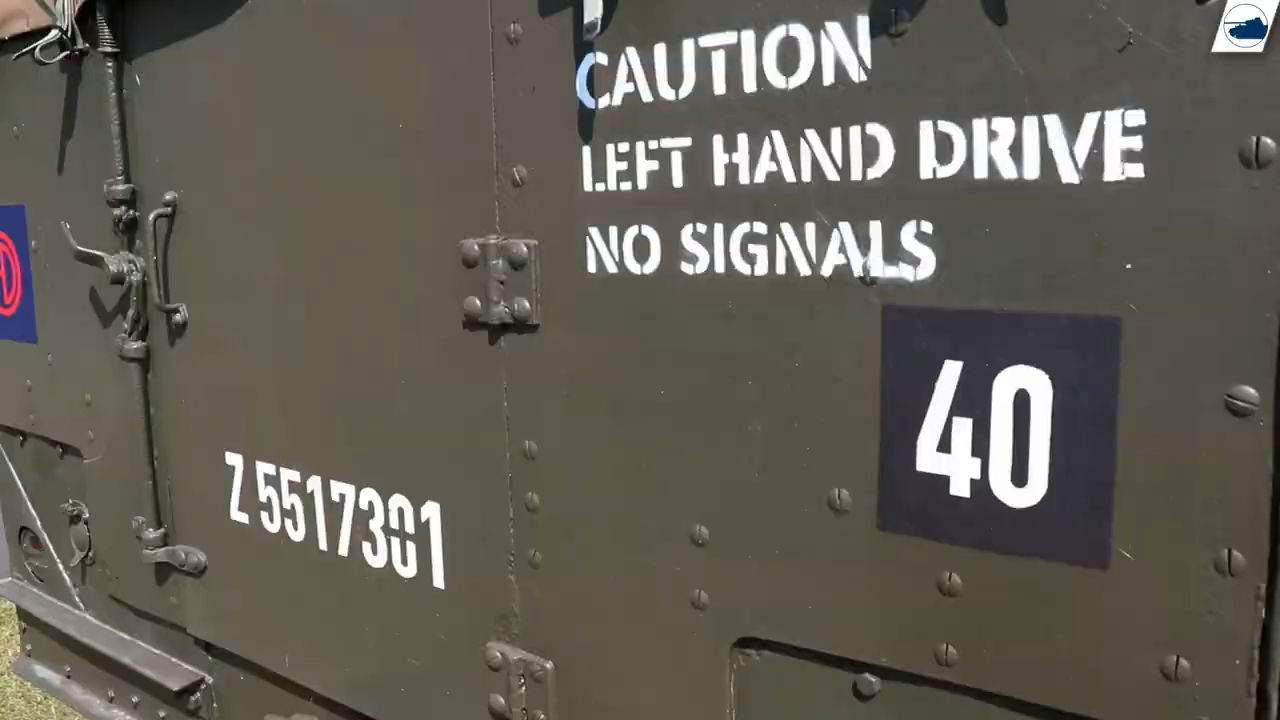 CAUTION
LEFT HAND DRIVE
NO SIGNALS
40
Z 5517301